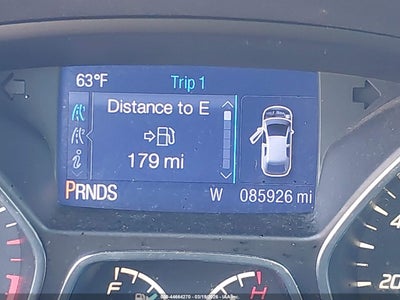 63°F Trip 1
Distance to E
179 mi
i
PRNDS W 085926 mi
F H
20